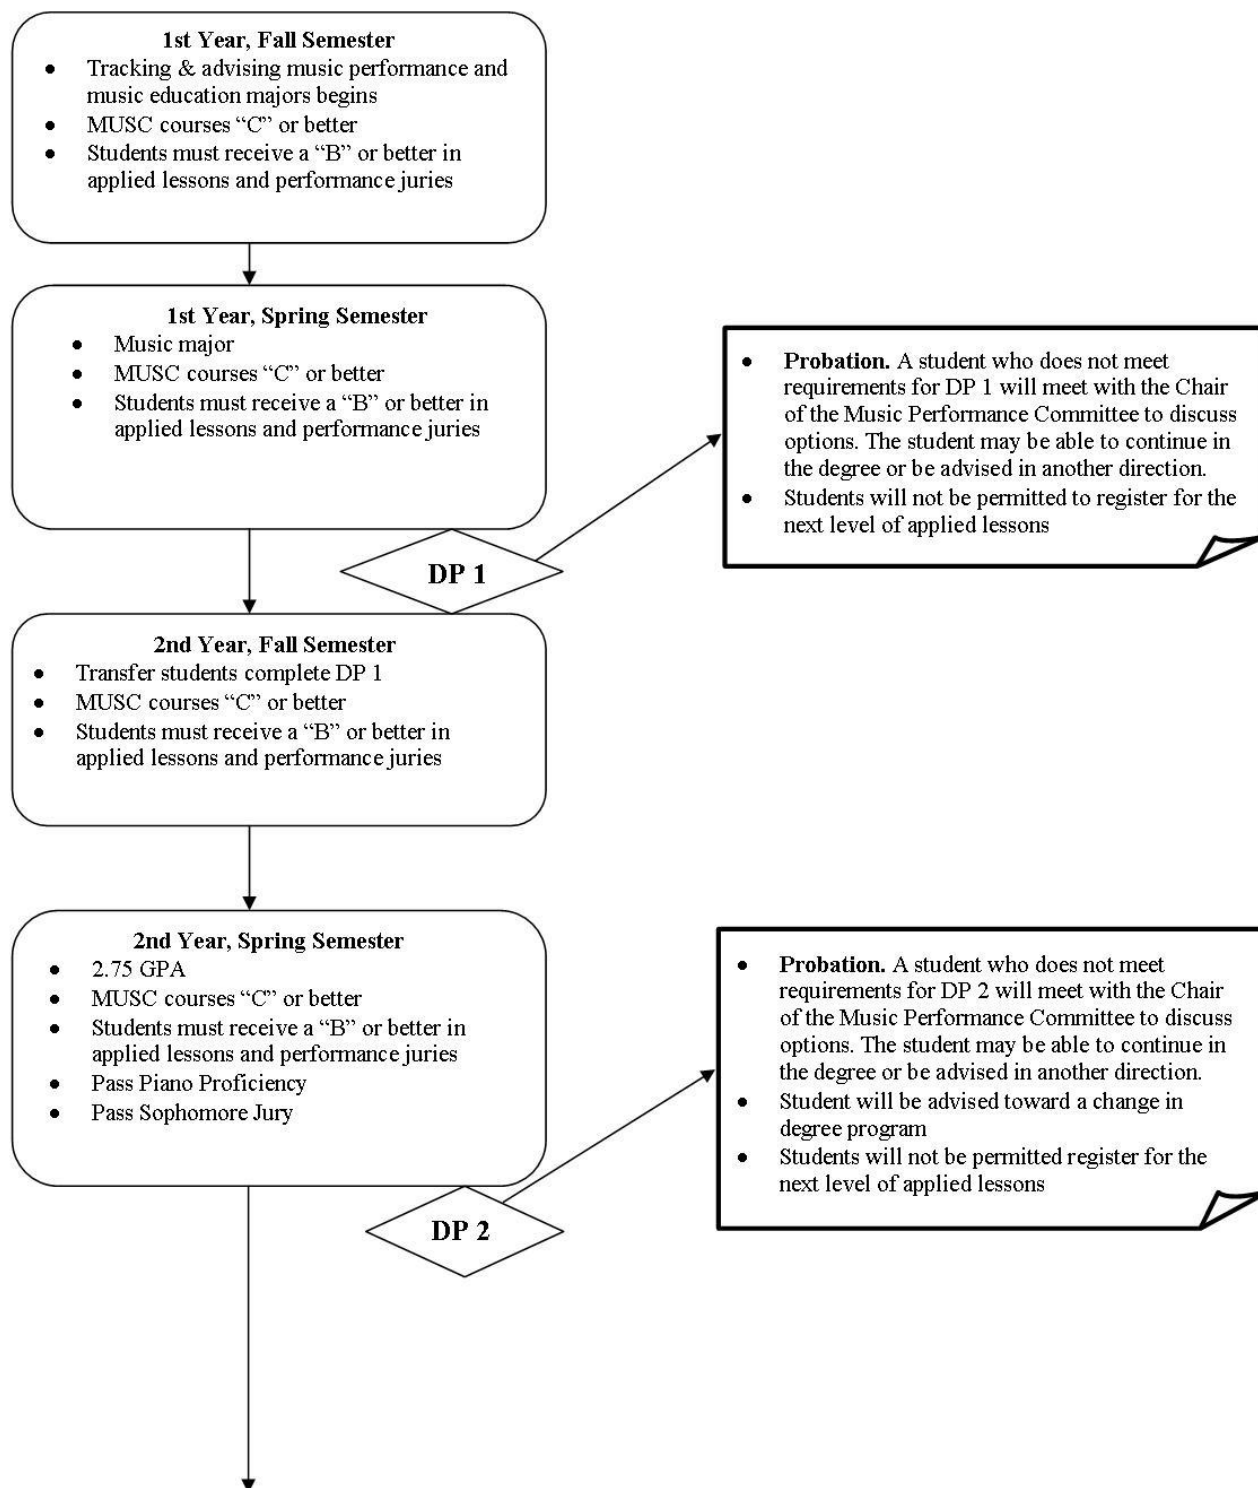 1st Year, Fall Semester
• Tracking & advising music performance and
music education majors begins
• MUSC courses “C” or better
• Students must receive a “B” or better in
applied lessons and performance juries
1st Year, Spring Semester
• Music major
• MUSC courses “C” or better
• Students must receive a “B” or better in
applied lessons and performance juries
• Probation. A student who does not meet
requirements for DP 1 will meet with the Chair
of the Music Performance Committee to discuss
options. The student may be able to continue in
the degree or be advised in another direction.
• Students will not be permitted to register for the
next level of applied lessons
DP 1
2nd Year, Fall Semester
• Transfer students complete DP 1
• MUSC courses “C” or better
• Students must receive a “B” or better in
applied lessons and performance juries
2nd Year, Spring Semester
• 2.75 GPA
• MUSC courses “C” or better
• Students must receive a “B” or better in
applied lessons and performance juries
• Pass Piano Proficiency
• Pass Sophomore Jury
• Probation. A student who does not meet
requirements for DP 2 will meet with the Chair
of the Music Performance Committee to discuss
options. The student may be able to continue in
the degree or be advised in another direction.
• Student will be advised toward a change in
degree program
• Students will not be permitted register for the
next level of applied lessons
DP 2